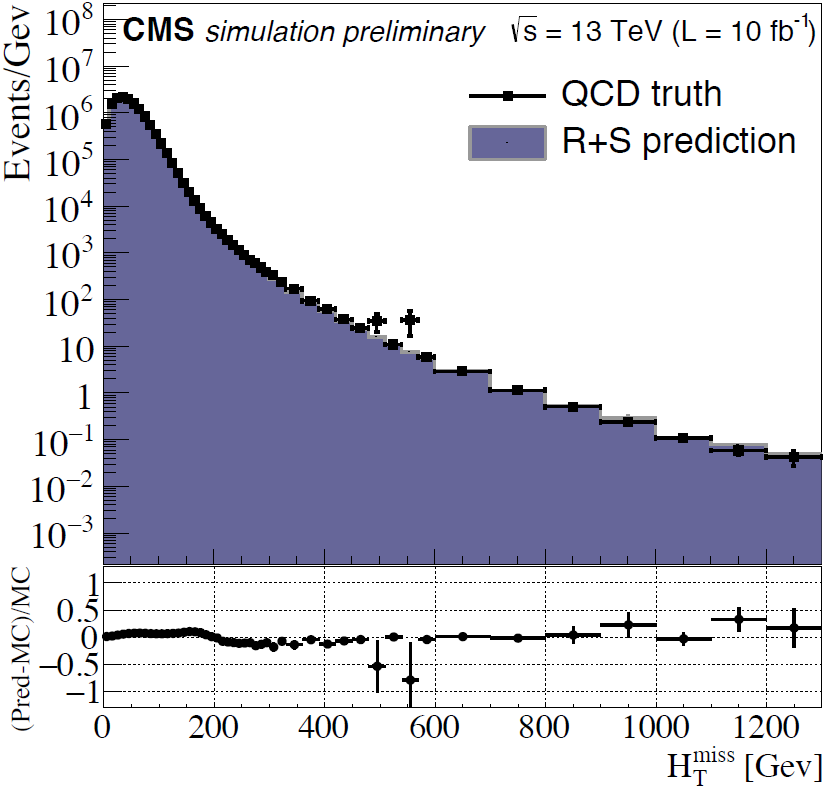 CMS simulation preliminary √s = 13 TeV (L = 10 fb⁻¹)
Events/Gev
10⁸
10⁷
10⁶
10⁵
10⁴
10³
10²
10
1
10⁻¹
10⁻²
10⁻³
QCD truth
R+S prediction
(Pred-MC)/MC
1
0.5
0
−0.5
−1
0 200 400 600 800 1000 1200
H_T^miss [Gev]